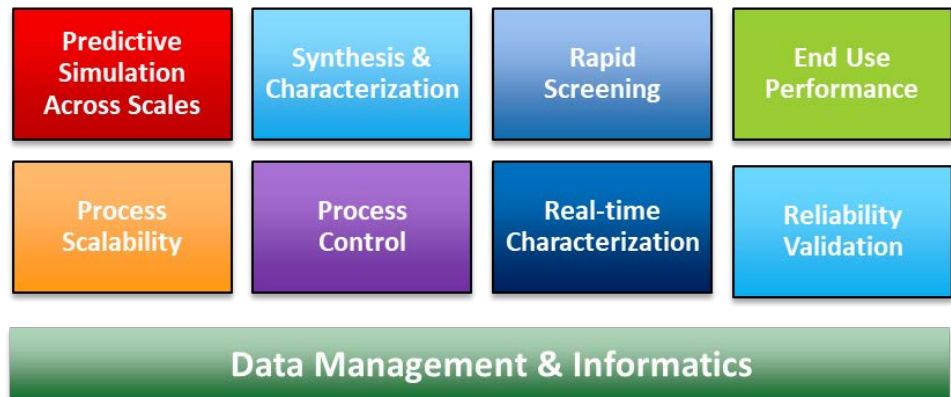 Predictive
Simulation
Across Scales
Synthesis &
Characterization
Rapid
Screening
End Use
Performance
Process
Scalability
Process
Control
Real-time
Characterization
Reliability
Validation
Data Management & Informatics